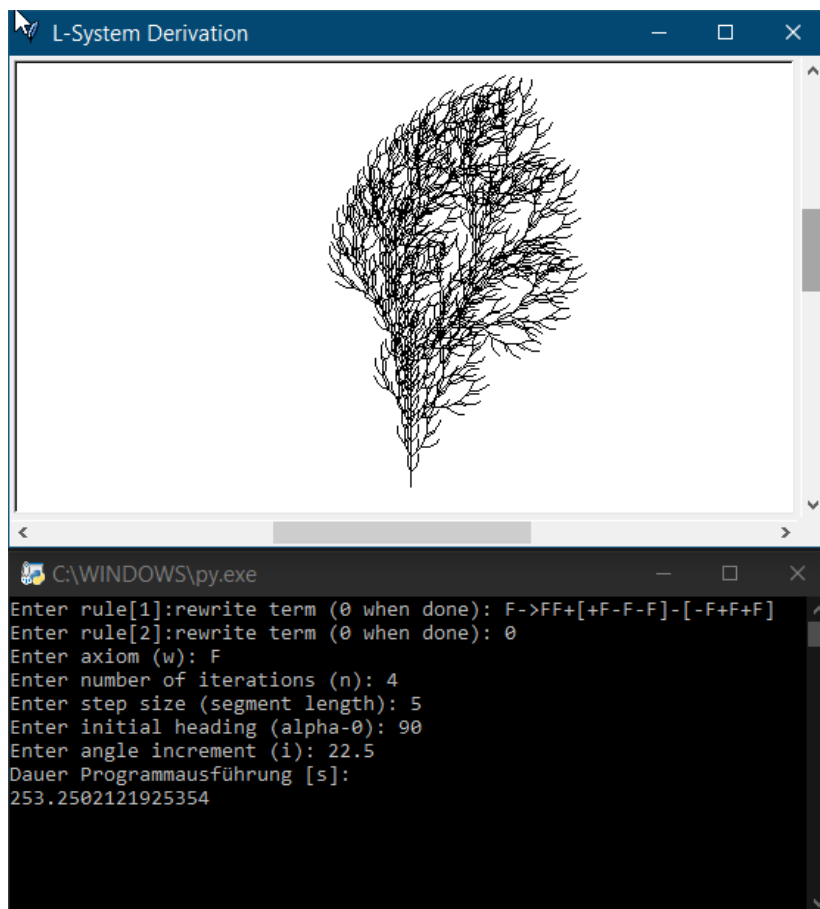 L-System Derivation
C:\WINDOWS\py.exe
Enter rule[1]:rewrite term (0 when done): F->FF+[+F-F-F]-[-F+F+F]
Enter rule[2]:rewrite term (0 when done): 0
Enter axiom (w): F
Enter number of iterations (n): 4
Enter step size (segment length): 5
Enter initial heading (alpha-0): 90
Enter angle increment (i): 22.5
Dauer Programmausführung [s]:
253.2502121925354